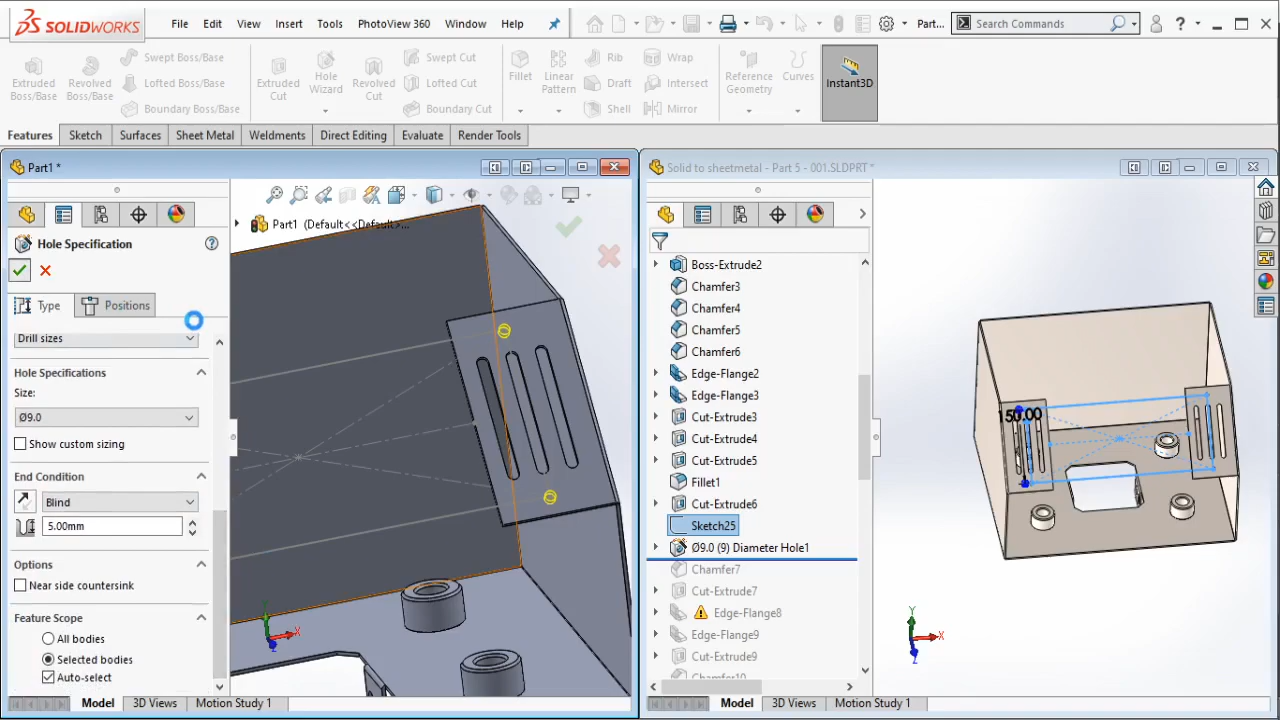 SOLIDWORKS
File Edit View Insert Tools PhotoView 360 Window Help
Part...
Search Commands
?
Extruded Boss/Base
Revolved Boss/Base
Swept Boss/Base
Lofted Boss/Base
Boundary Boss/Base
Extruded Cut
Hole Wizard
Revolved Cut
Swept Cut
Lofted Cut
Boundary Cut
Fillet
Linear Pattern
Rib
Draft
Shell
Wrap
Intersect
Mirror
Reference Geometry
Curves
Instant3D
Features Sketch Surfaces Sheet Metal Weldments Direct Editing Evaluate Render Tools
Part1 *
Hole Specification
?
Type
Positions
Drill sizes
Hole Specifications
Size:
Ø9.0
Show custom sizing
End Condition
Blind
5.00mm
Options
Near side countersink
Feature Scope
All bodies
Selected bodies
Auto-select
Part1 (Default<<Default>...
Y
X
Z
Model 3D Views Motion Study 1
Solid to sheetmetal - Part 5 - 001.SLDPRT *
Boss-Extrude2
Chamfer3
Chamfer4
Chamfer5
Chamfer6
Edge-Flange2
Edge-Flange3
Cut-Extrude3
Cut-Extrude4
Cut-Extrude5
Fillet1
Cut-Extrude6
Sketch25
Ø9.0 (9) Diameter Hole1
Chamfer7
Cut-Extrude7
Edge-Flange8
Edge-Flange9
Cut-Extrude9
Chamfer10
150.00
Y
X
Z
Model 3D Views Motion Study 1